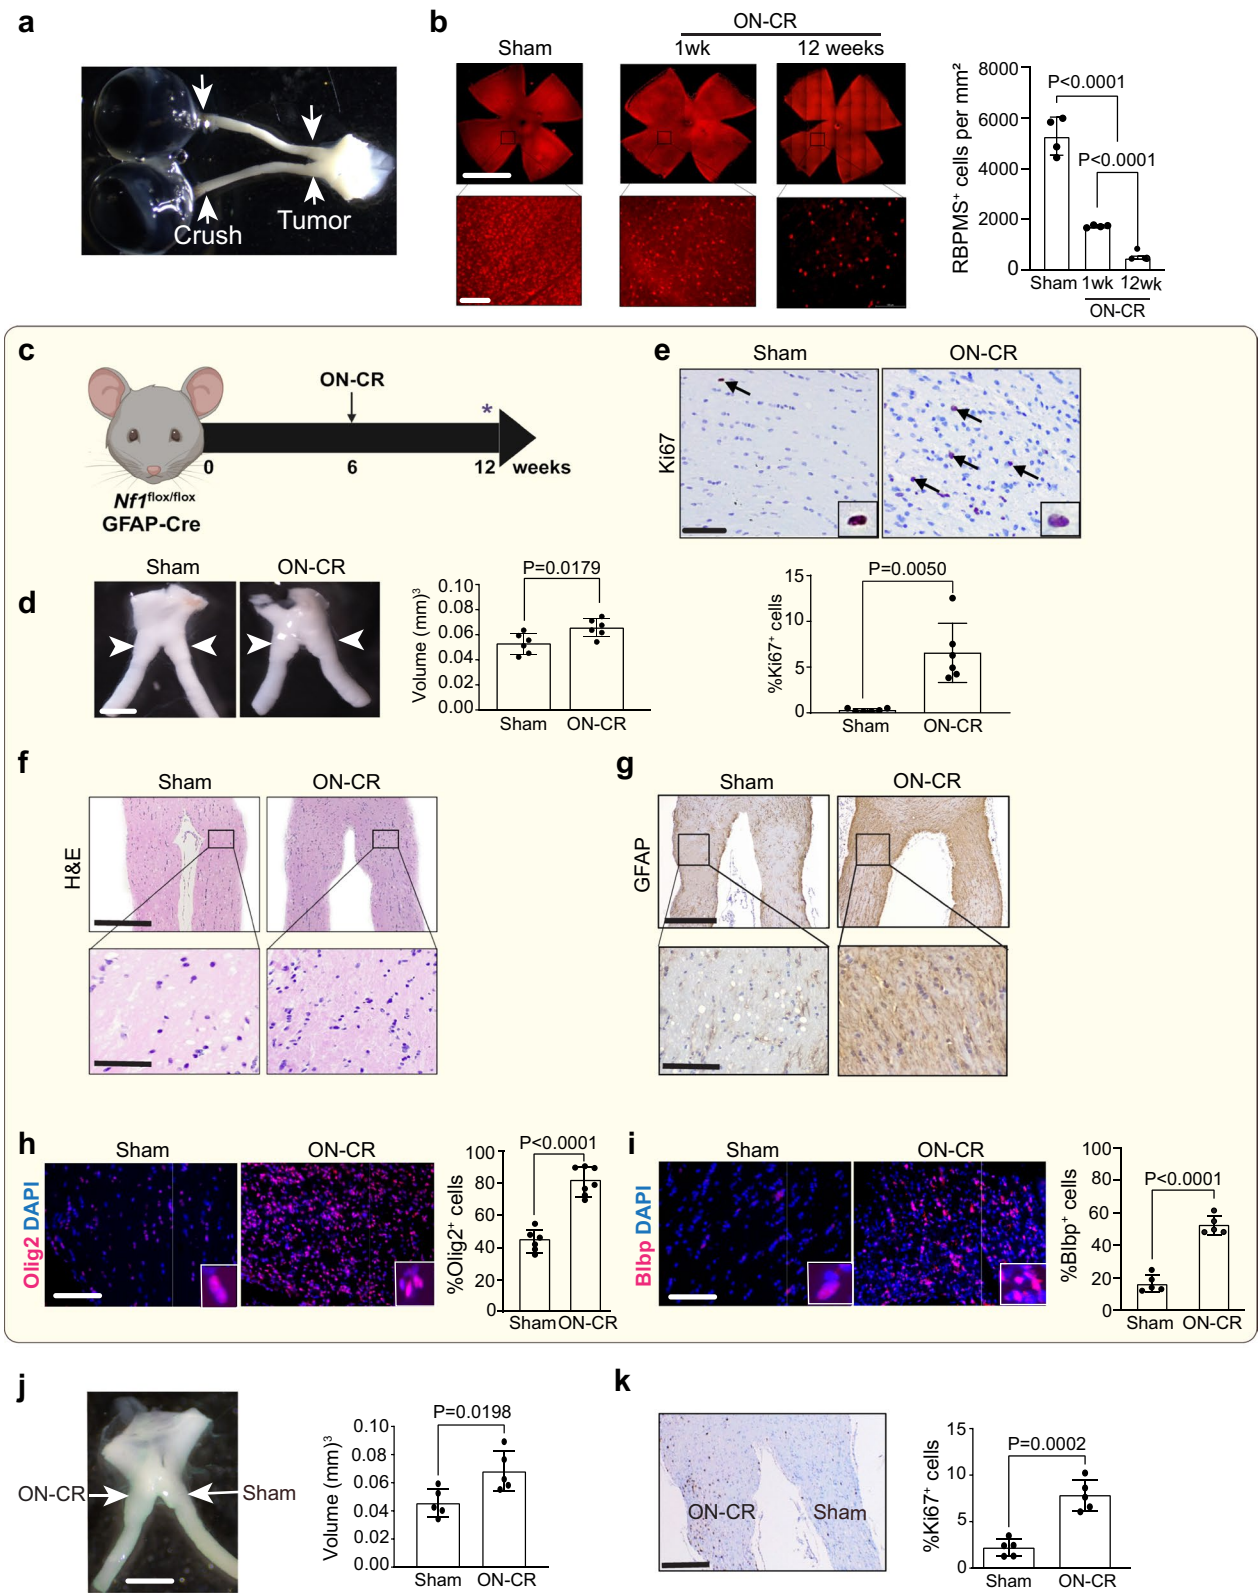 a
Crush
Tumor
b
ON-CR
Sham
1wk
12 weeks
RBPMS⁺ cells per mm²
8000
6000
4000
2000
0
P<0.0001
P<0.0001
Sham 1wk 12wk
ON-CR
c
ON-CR
*
0
6
12 weeks
Nf1flox/flox
GFAP-Cre
d
Sham
ON-CR
Volume (mm)³
0.10
0.08
0.06
0.04
0.02
0.00
P=0.0179
Sham
ON-CR
e
Sham
ON-CR
Ki67
%Ki67⁺ cells
15
10
5
0
P=0.0050
Sham
ON-CR
f
Sham
ON-CR
H&E
g
Sham
ON-CR
GFAP
h
Sham
ON-CR
Olig2 DAPI
%Olig2⁺ cells
100
80
60
40
20
0
P<0.0001
Sham ON-CR
i
Sham
ON-CR
Blbp DAPI
%Blbp⁺ cells
100
80
60
40
20
0
P<0.0001
Sham ON-CR
j
ON-CR
Sham
Volume (mm)³
0.10
0.08
0.06
0.04
0.02
0.00
P=0.0198
Sham
ON-CR
k
ON-CR
Sham
%Ki67⁺ cells
15
10
5
0
P=0.0002
Sham
ON-CR